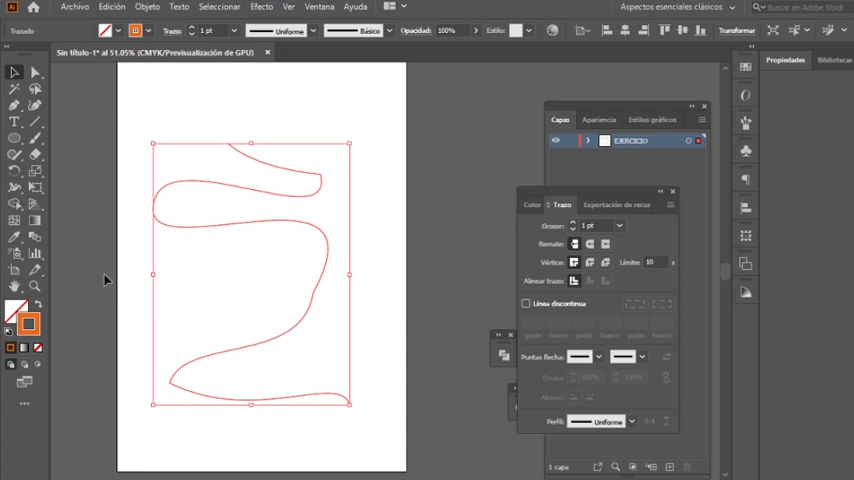 Ai Archivo Edición Objeto Texto Seleccionar Efecto Ver Ventana Ayuda Aspectos esenciales clásicos Buscar en Adobe Stock
Trazado Trazo: 1 pt Uniforme Básico Opacidad: 100% Estilo: Transformar
Sin título-1* al 51.05% (CMYK/Previsualización de GPU) ×
Propiedades Bibliotecas
Capas Apariencia Estilos gráficos
EJERCICIO
Color Trazo Exportación de recur
Grosor: 1 pt
Remate:
Vértice: Límite: 10 x
Alinear trazo:
Línea discontinua
guión hueco guión hueco guión hueco
Puntas flecha:
Escala: 100% 100%
Alinear:
Perfil: Uniforme
1 capa